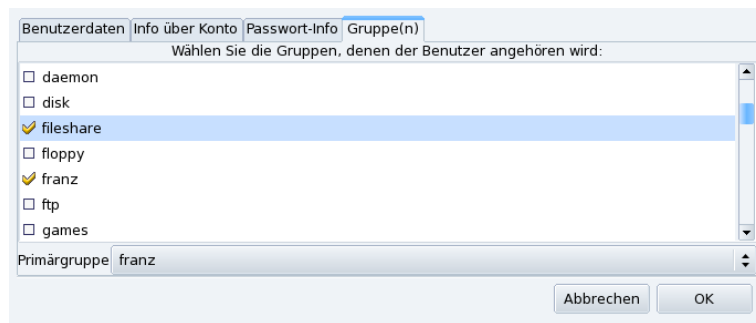 Benutzerdaten Info über Konto Passwort-Info Gruppe(n)
Wählen Sie die Gruppen, denen der Benutzer angehören wird:
daemon
disk
fileshare
floppy
franz
ftp
games
Primärgruppe franz
Abbrechen OK